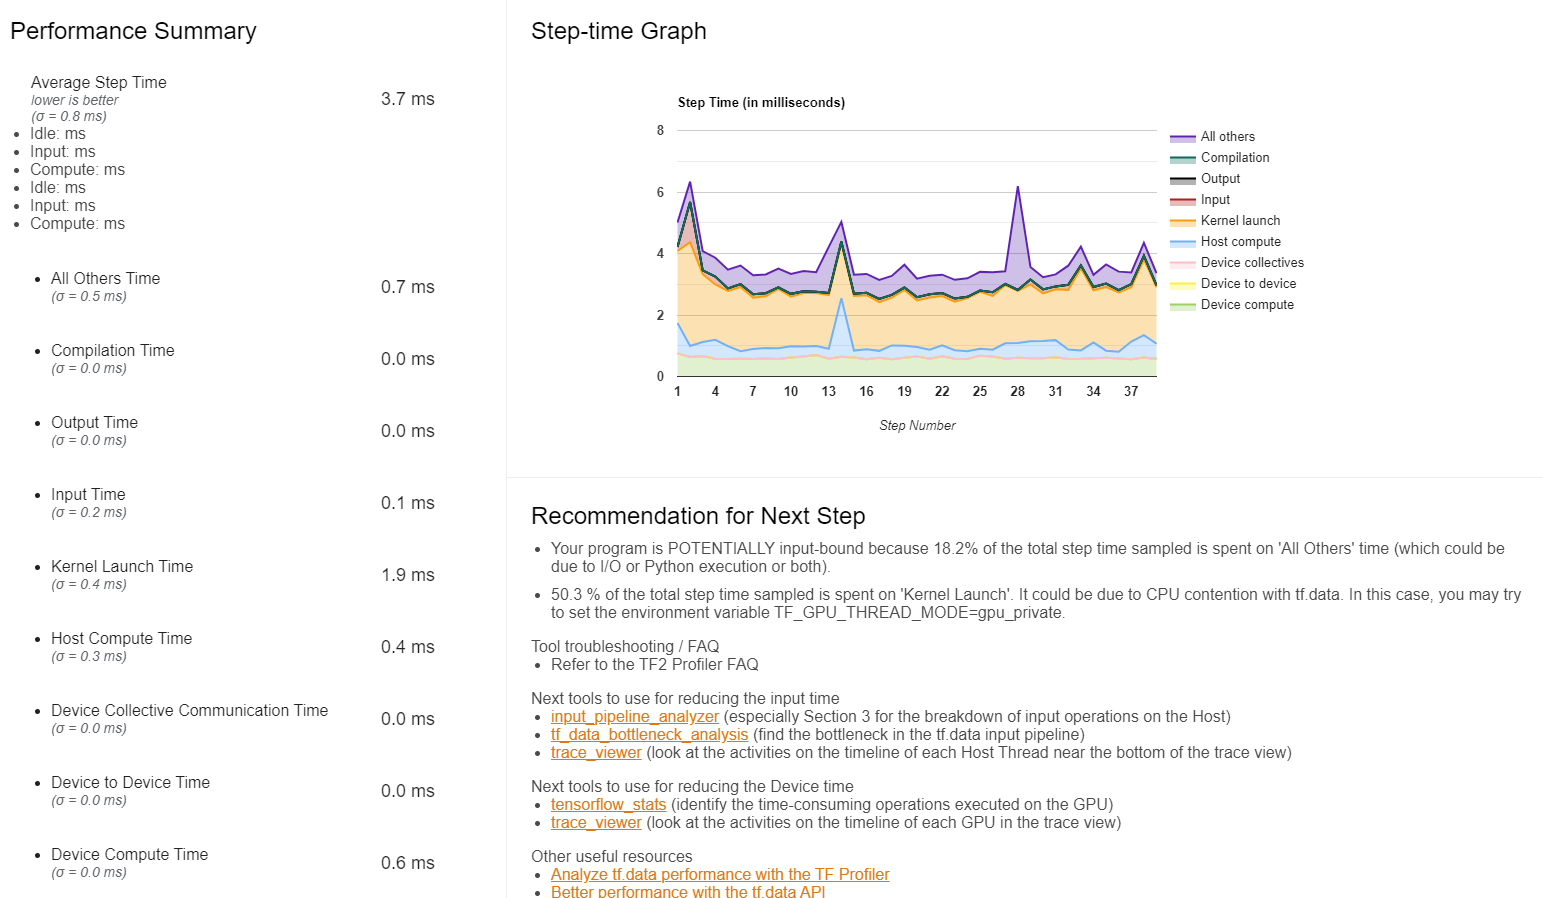 Performance Summary
Average Step Time
lower is better
(σ = 0.8 ms)
3.7 ms
Idle: ms
Input: ms
Compute: ms
Idle: ms
Input: ms
Compute: ms
All Others Time
(σ = 0.5 ms)
0.7 ms
Compilation Time
(σ = 0.0 ms)
0.0 ms
Output Time
(σ = 0.0 ms)
0.0 ms
Input Time
(σ = 0.2 ms)
0.1 ms
Kernel Launch Time
(σ = 0.4 ms)
1.9 ms
Host Compute Time
(σ = 0.3 ms)
0.4 ms
Device Collective Communication Time
(σ = 0.0 ms)
0.0 ms
Device to Device Time
(σ = 0.0 ms)
0.0 ms
Device Compute Time
(σ = 0.0 ms)
0.6 ms
Step-time Graph
Step Time (in milliseconds)
8
6
4
2
0
1 4 7 10 13 16 19 22 25 28 31 34 37
Step Number
All others
Compilation
Output
Input
Kernel launch
Host compute
Device collectives
Device to device
Device compute
Recommendation for Next Step
Your program is POTENTIALLY input-bound because 18.2% of the total step time sampled is spent on 'All Others' time (which could be
due to I/O or Python execution or both).
50.3 % of the total step time sampled is spent on 'Kernel Launch'. It could be due to CPU contention with tf.data. In this case, you may try
to set the environment variable TF_GPU_THREAD_MODE=gpu_private.
Tool troubleshooting / FAQ
Refer to the TF2 Profiler FAQ
Next tools to use for reducing the input time
input_pipeline_analyzer (especially Section 3 for the breakdown of input operations on the Host)
tf_data_bottleneck_analysis (find the bottleneck in the tf.data input pipeline)
trace_viewer (look at the activities on the timeline of each Host Thread near the bottom of the trace view)
Next tools to use for reducing the Device time
tensorflow_stats (identify the time-consuming operations executed on the GPU)
trace_viewer (look at the activities on the timeline of each GPU in the trace view)
Other useful resources
Analyze tf.data performance with the TF Profiler
Better performance with the tf.data API